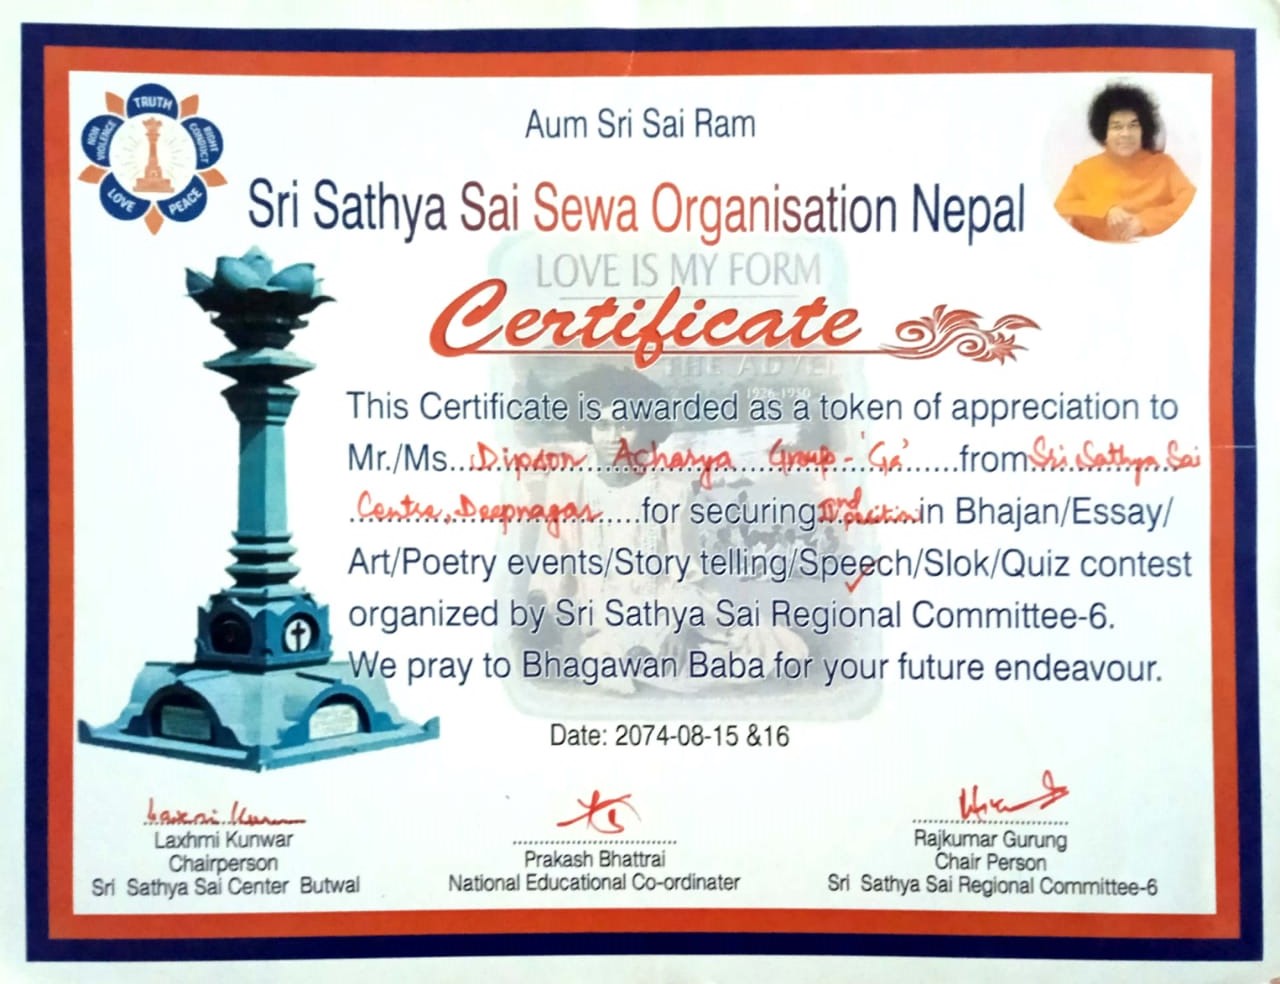 TRUTH
NON VIOLENCE
RIGHT CONDUCT
LOVE
PEACE
Aum Sri Sai Ram
Sri Sathya Sai Sewa Organisation Nepal
LOVE IS MY FORM
Certificate
THE ADVE
1926-1950
This Certificate is awarded as a token of appreciation to
Mr./Ms...Dipson Acharya Group-'Ga'......from Sri Sathya Sai
Centre, Deepnagar......for securing IInd position in Bhajan/Essay/
Art/Poetry events/Story telling/Speech/Slok/Quiz contest
organized by Sri Sathya Sai Regional Committee-6.
We pray to Bhagawan Baba for your future endeavour.
Date: 2074-08-15 &16
Laxmi Kunwar
Laxhmi Kunwar
Chairperson
Sri Sathya Sai Center Butwal
Prakash Bhattrai
National Educational Co-ordinater
Rajkumar Gurung
Chair Person
Sri Sathya Sai Regional Committee-6